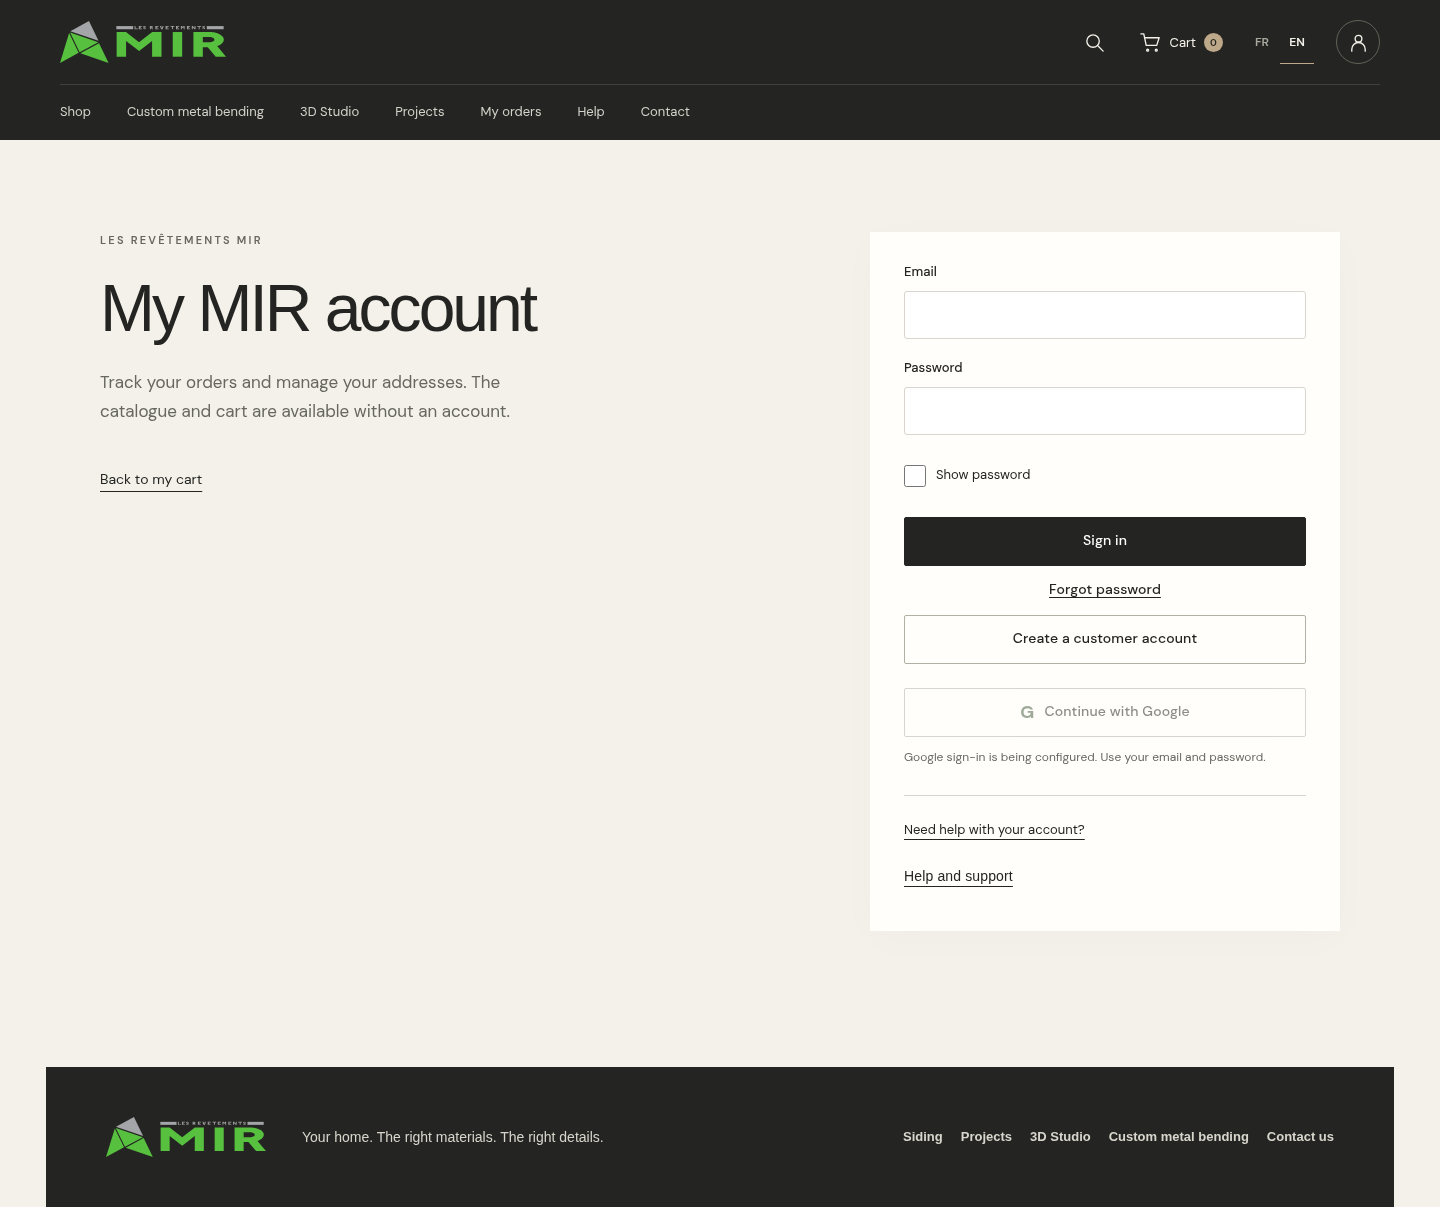 LES REVÊTEMENTS
MIR
Cart 0
FR EN
Shop Custom metal bending 3D Studio Projects My orders Help Contact
LES REVÊTEMENTS MIR
My MIR account
Track your orders and manage your addresses. The
catalogue and cart are available without an account.
Back to my cart
Email
Password
Show password
Sign in
Forgot password
Create a customer account
G Continue with Google
Google sign-in is being configured. Use your email and password.
Need help with your account?
Help and support
LES REVÊTEMENTS
MIR
Your home. The right materials. The right details.
Siding Projects 3D Studio Custom metal bending Contact us